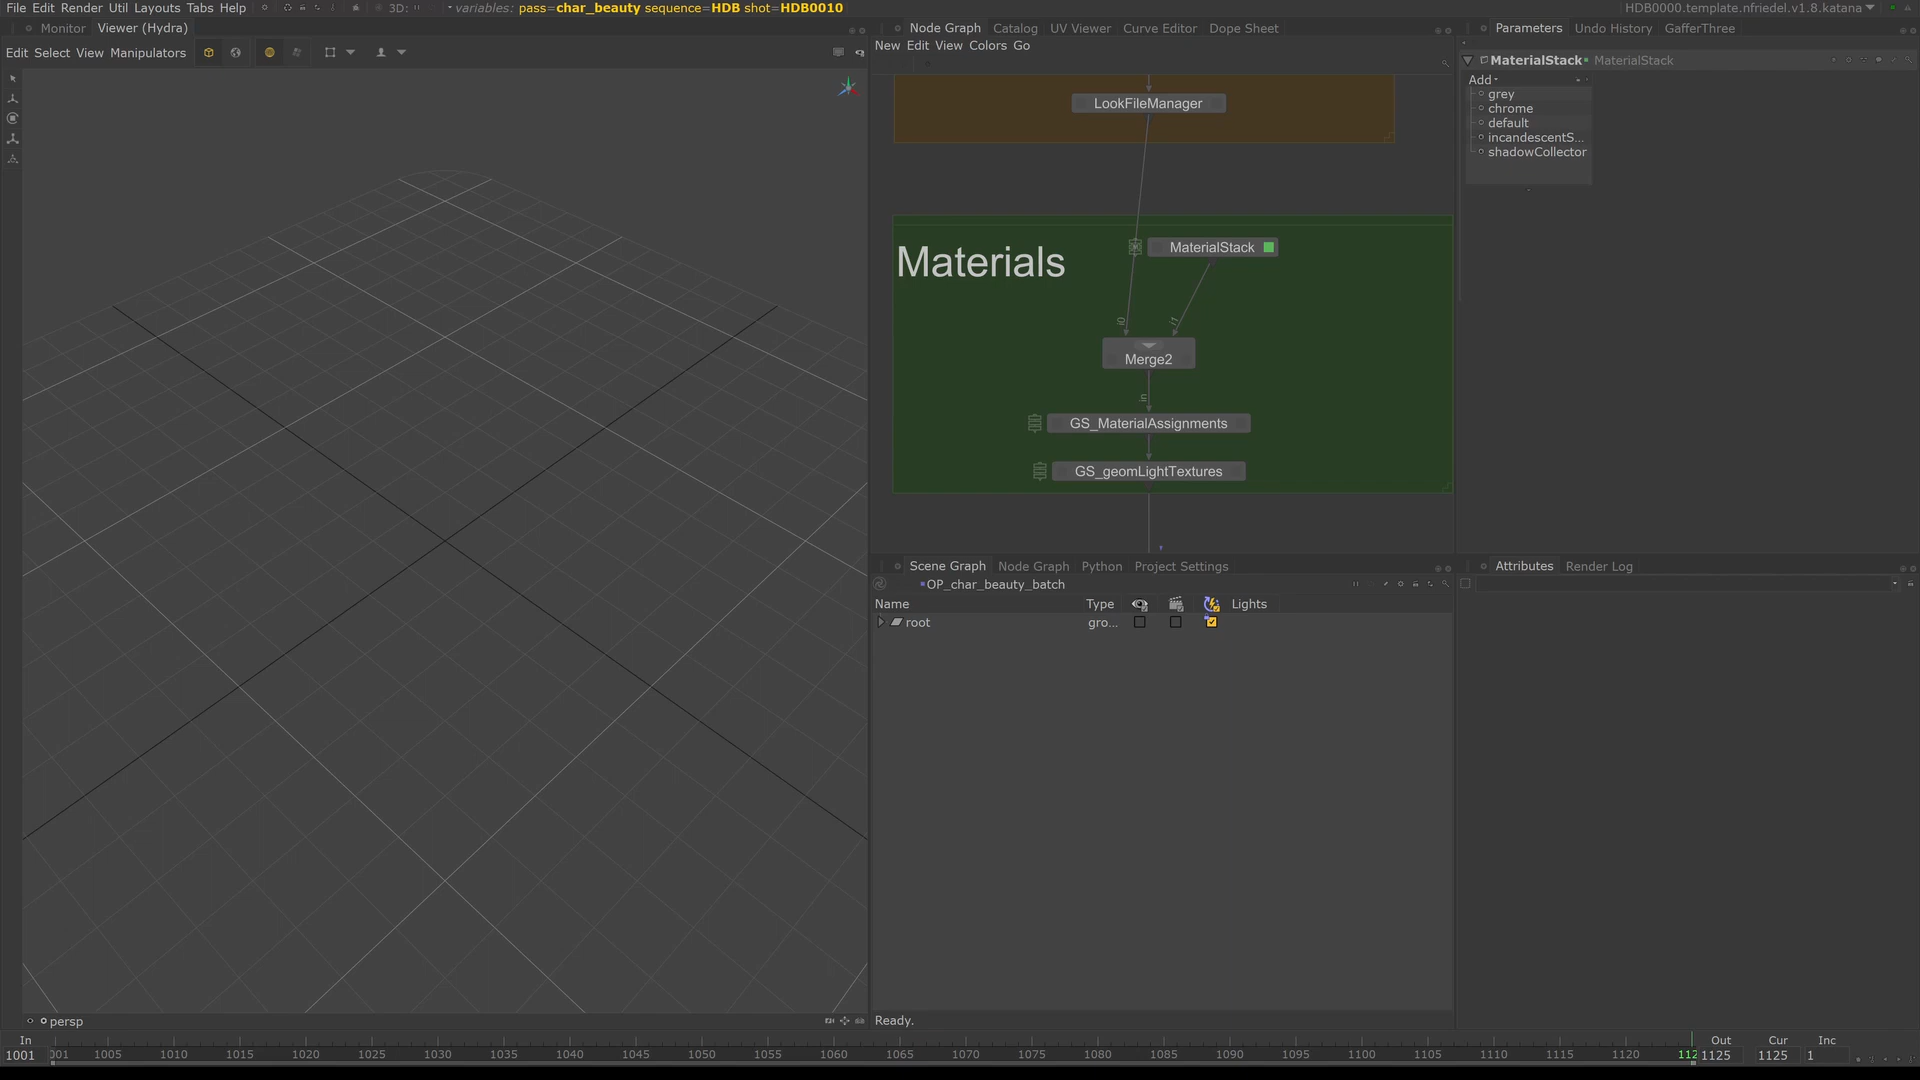 File Edit Render Util Layouts Tabs Help 3D: variables: pass=char_beauty sequence=HDB shot=HDB0010 HDB0000.template.nfriedel.v1.8.katana
Monitor Viewer (Hydra)
Edit Select View Manipulators
persp
Node Graph Catalog UV Viewer Curve Editor Dope Sheet
New Edit View Colors Go
LookFileManager
Materials
MaterialStack
i0 i1
Merge2
in
GS_MaterialAssignments
GS_geomLightTextures
Scene Graph Node Graph Python Project Settings
OP_char_beauty_batch
Name Type Lights
root gro...
Ready.
Parameters Undo History GafferThree
MaterialStack MaterialStack
Add
grey
chrome
default
incandescentS...
shadowCollector
Attributes Render Log
In Out Cur Inc
1001 001 1005 1010 1015 1020 1025 1030 1035 1040 1045 1050 1055 1060 1065 1070 1075 1080 1085 1090 1095 1100 1105 1110 1115 1120 112 1125 1125 1